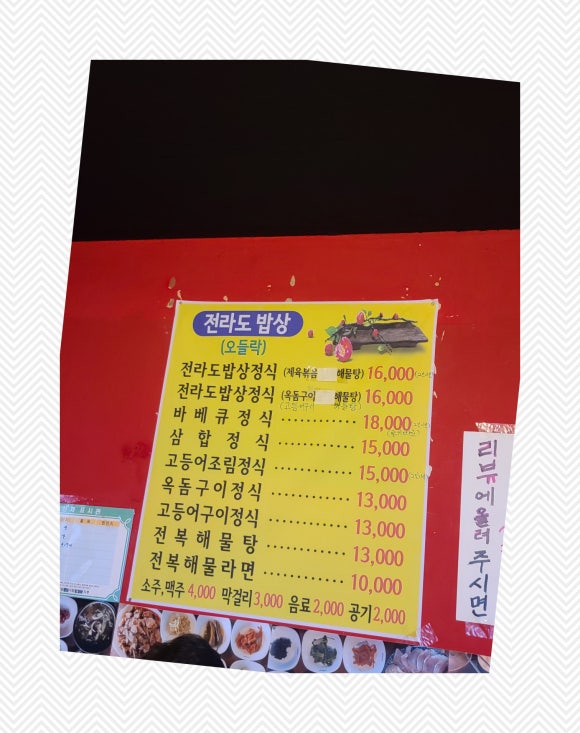 전라도 밥상
(오들락)
전라도밥상정식 (제육볶음 해물탕) 16,000
전라도밥상정식 (옥돔구이 해물탕) 16,000
바베큐정식 ············ 18,000
삼합정식 ············ 15,000
고등어조림정식 ············ 15,000
옥돔구이정식 ············ 13,000
고등어구이정식 ············ 13,000
전복해물탕 ············ 13,000
전복해물라면 ············ 10,000
소주,맥주 4,000 막걸리3,000 음료2,000 공기2,000
리뷰에올려주시면